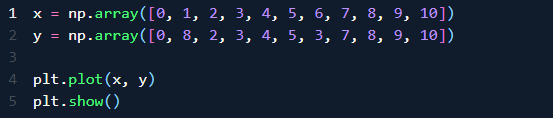 1 x = np.array([0, 1, 2, 3, 4, 5, 6, 7, 8, 9, 10])
2 y = np.array([0, 8, 2, 3, 4, 5, 3, 7, 8, 9, 10])
3
4 plt.plot(x, y)
5 plt.show()